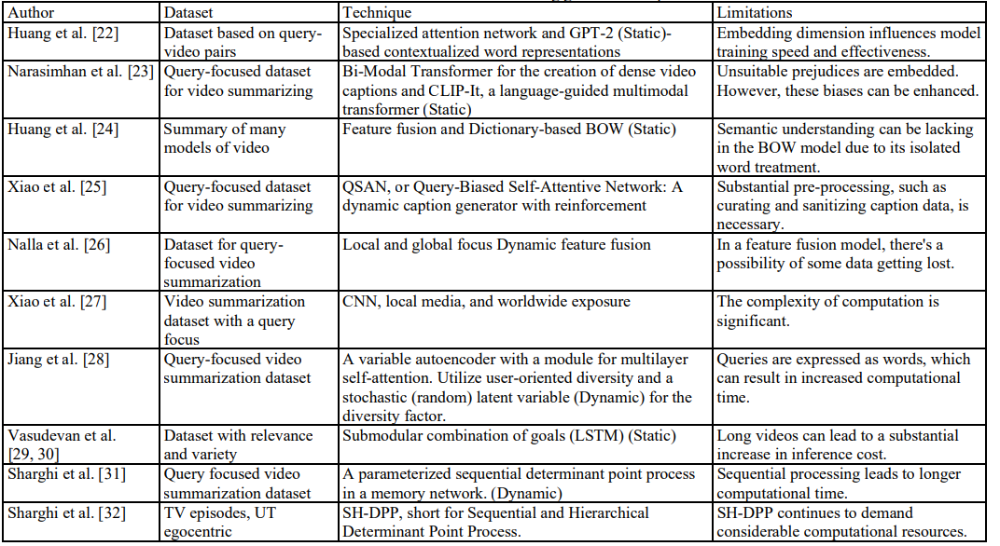 Author Dataset Technique Limitations
Huang et al. [22] Dataset based on query- Specialized attention network and GPT-2 (Static)- Embedding dimension influences model
video pairs based contextualized word representations training speed and effectiveness.
Narasimhan et al. [23] Query-focused dataset Bi-Modal Transformer for the creation of dense video Unsuitable prejudices are embedded.
for video summarizing captions and CLIP-It, a language-guided multimodal However, these biases can be enhanced.
transformer (Static)
Huang et al. [24] Summary of many Feature fusion and Dictionary-based BOW (Static) Semantic understanding can be lacking
models of video in the BOW model due to its isolated
word treatment.
Xiao et al. [25] Query-focused dataset QSAN, or Query-Biased Self-Attentive Network: A Substantial pre-processing, such as
for video summarizing dynamic caption generator with reinforcement curating and sanitizing caption data, is
necessary.
Nalla et al. [26] Dataset for query- Local and global focus Dynamic feature fusion In a feature fusion model, there's a
focused video possibility of some data getting lost.
summarization
Xiao et al. [27] Video summarization CNN, local media, and worldwide exposure The complexity of computation is
dataset with a query significant.
focus
Jiang et al. [28] Query-focused video A variable autoencoder with a module for multilayer Queries are expressed as words, which
summarization dataset self-attention. Utilize user-oriented diversity and a can result in increased computational
stochastic (random) latent variable (Dynamic) for the time.
diversity factor.
Vasudevan et al. Dataset with relevance Submodular combination of goals (LSTM) (Static) Long videos can lead to a substantial
[29, 30] and variety increase in inference cost.
Sharghi et al. [31] Query focused video A parameterized sequential determinant point process Sequential processing leads to longer
summarization dataset in a memory network. (Dynamic) computational time.
Sharghi et al. [32] TV episodes, UT SH-DPP, short for Sequential and Hierarchical SH-DPP continues to demand
egocentric Determinant Point Process. considerable computational resources.